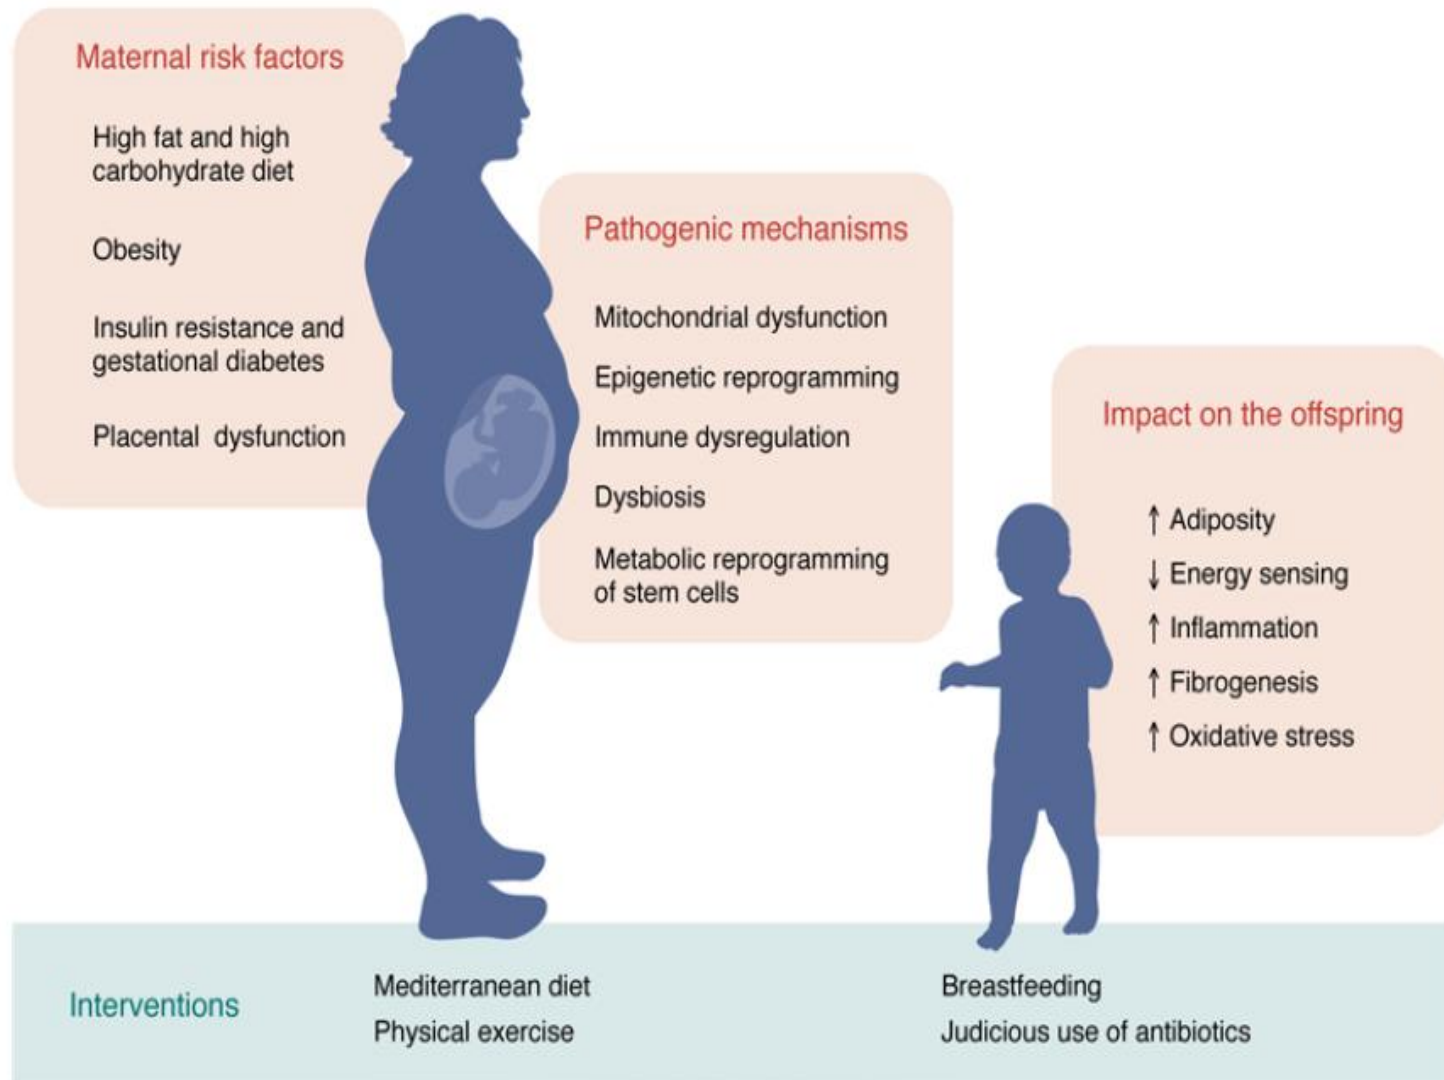 Maternal risk factors
High fat and high
carbohydrate diet
Obesity
Insulin resistance and
gestational diabetes
Placental dysfunction
Pathogenic mechanisms
Mitochondrial dysfunction
Epigenetic reprogramming
Immune dysregulation
Dysbiosis
Metabolic reprogramming
of stem cells
Impact on the offspring
↑ Adiposity
↓ Energy sensing
↑ Inflammation
↑ Fibrogenesis
↑ Oxidative stress
Interventions
Mediterranean diet
Physical exercise
Breastfeeding
Judicious use of antibiotics